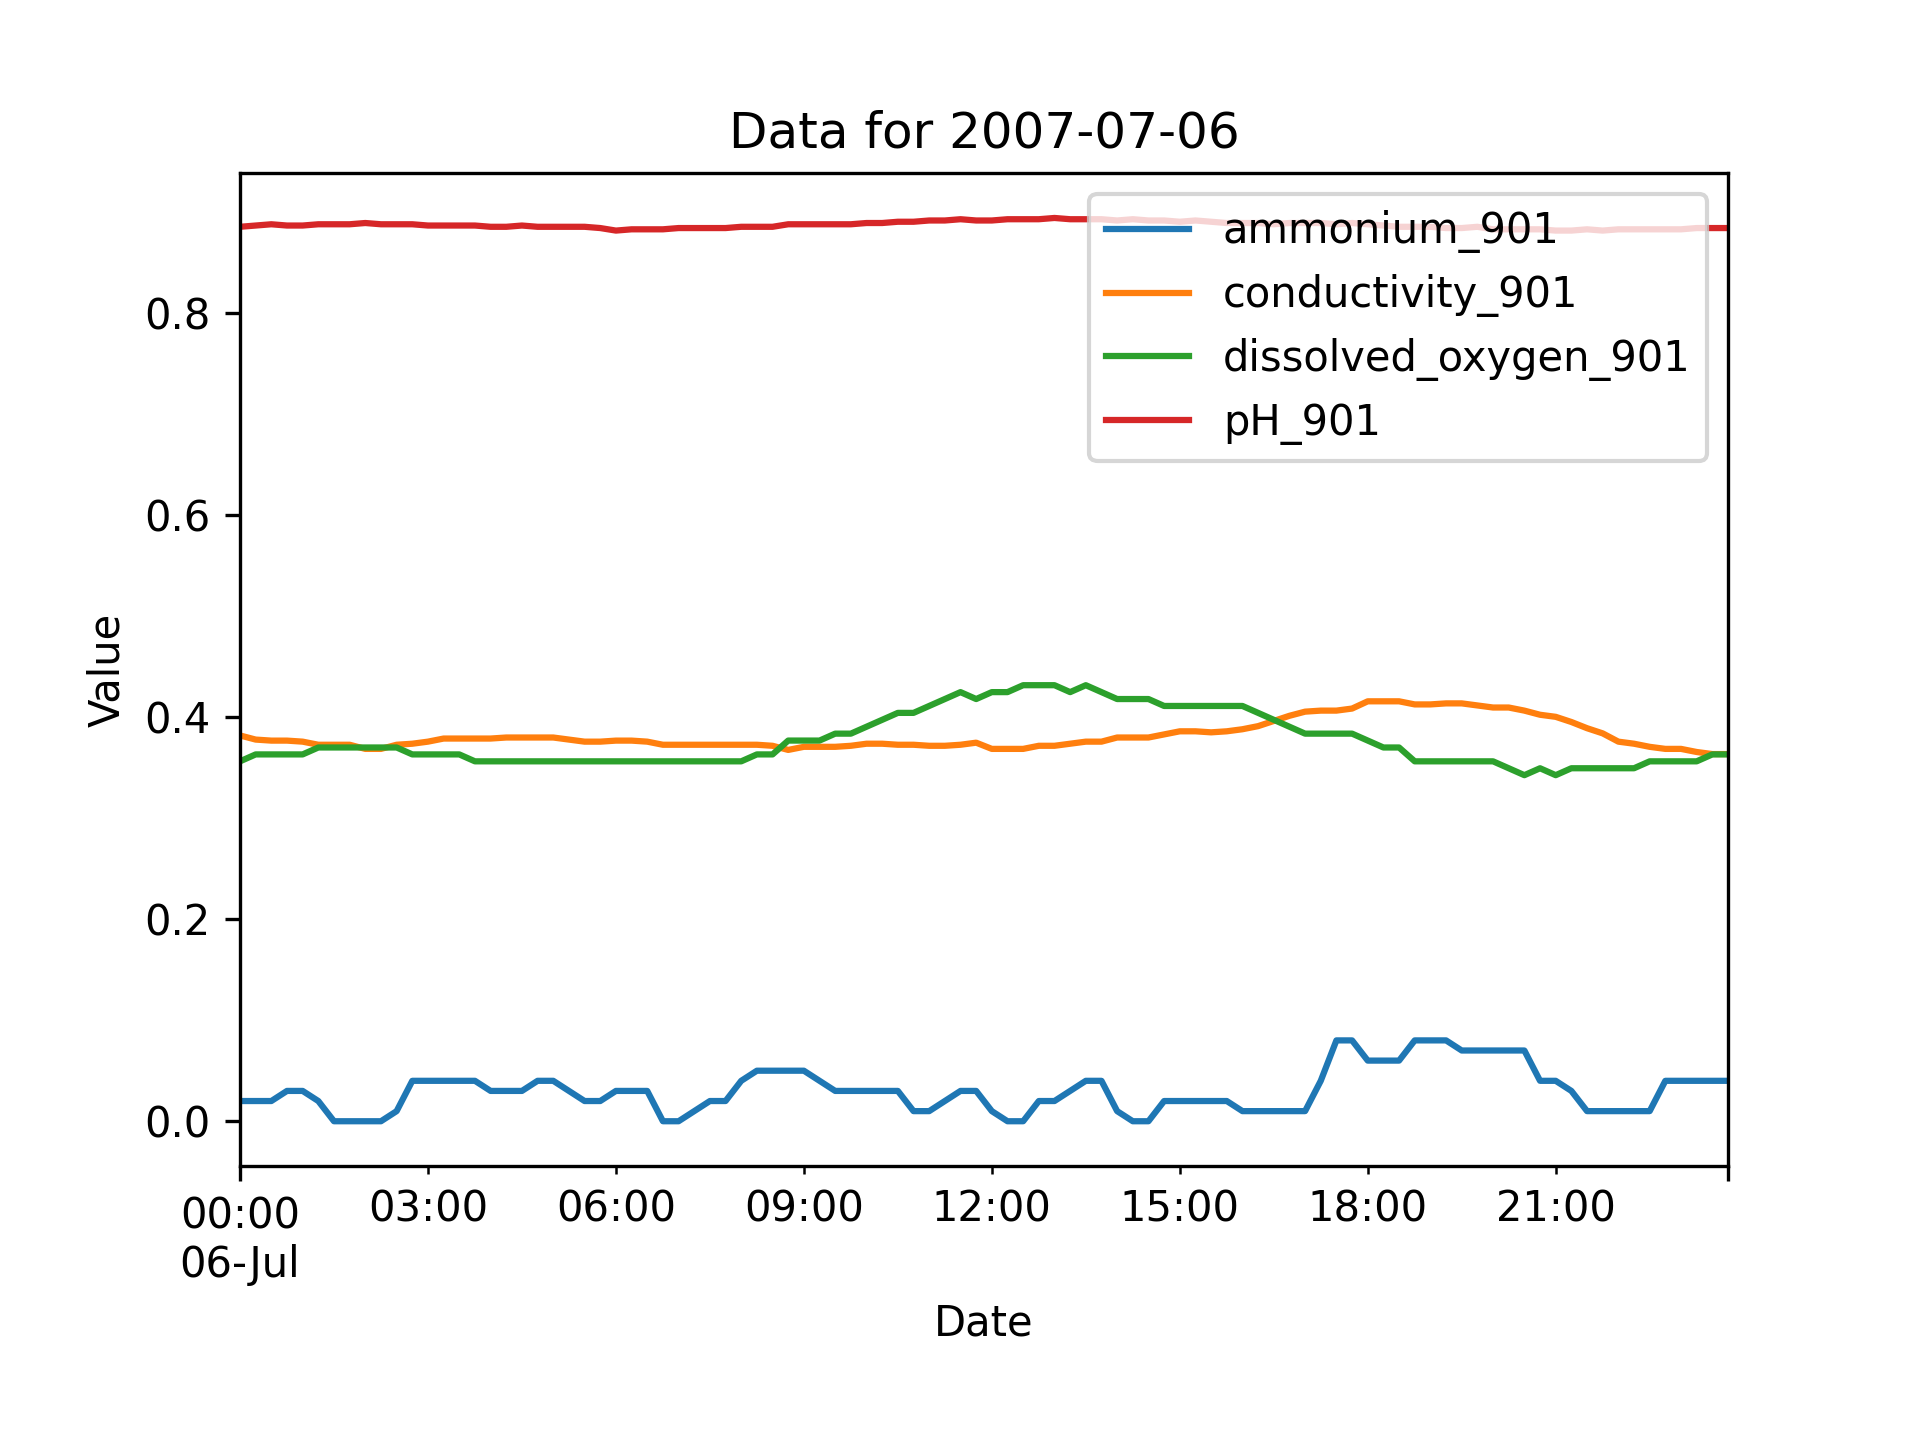 Data for 2007-07-06
ammonium_901
conductivity_901
dissolved_oxygen_901
pH_901
Value
0.8
0.6
0.4
0.2
0.0
00:00 03:00 06:00 09:00 12:00 15:00 18:00 21:00
06-Jul
Date